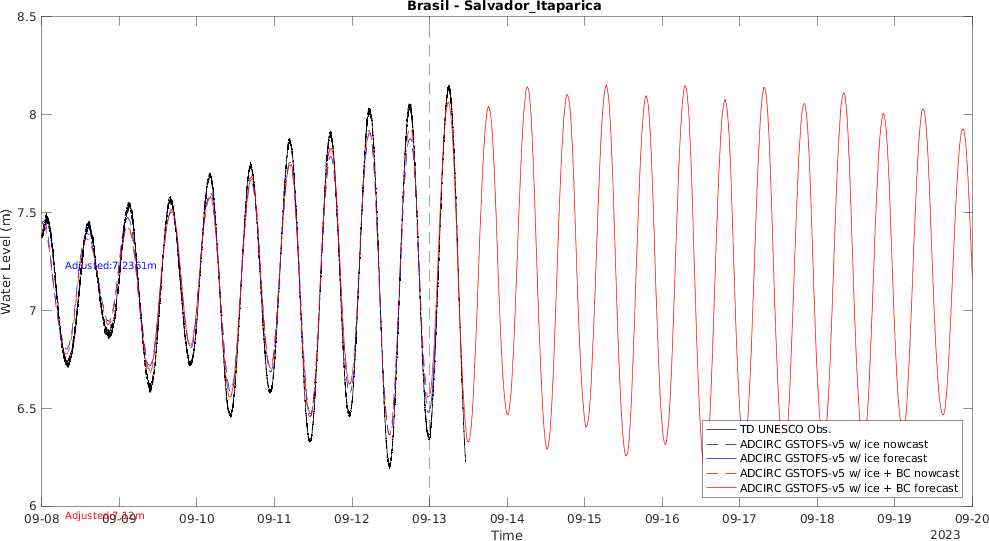 Brasil - Salvador_Itaparica
8.5
8
7.5
7
6.5
6
Water Level (m)
Adjusted:7.2361m
Adjusted:7.12m
TD UNESCO Obs.
ADCIRC GSTOFS-v5 w/ ice nowcast
ADCIRC GSTOFS-v5 w/ ice forecast
ADCIRC GSTOFS-v5 w/ ice + BC nowcast
ADCIRC GSTOFS-v5 w/ ice + BC forecast
09-08 09-09 09-10 09-11 09-12 09-13 09-14 09-15 09-16 09-17 09-18 09-19 09-20
Time
2023